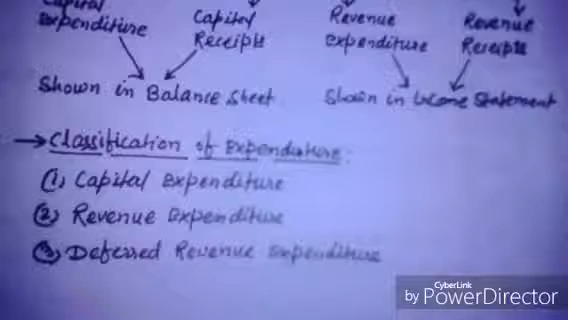 Capital Capital Revenue Revenue
Expenditure Receipts expenditure Receipts
Shown in Balance Sheet Shown in Income Statement
→ Classification of Expenditure:
(1) Capital Expenditure
(2) Revenue Expenditure
(3) Deferred Revenue Expenditure
CyberLink
by PowerDirector